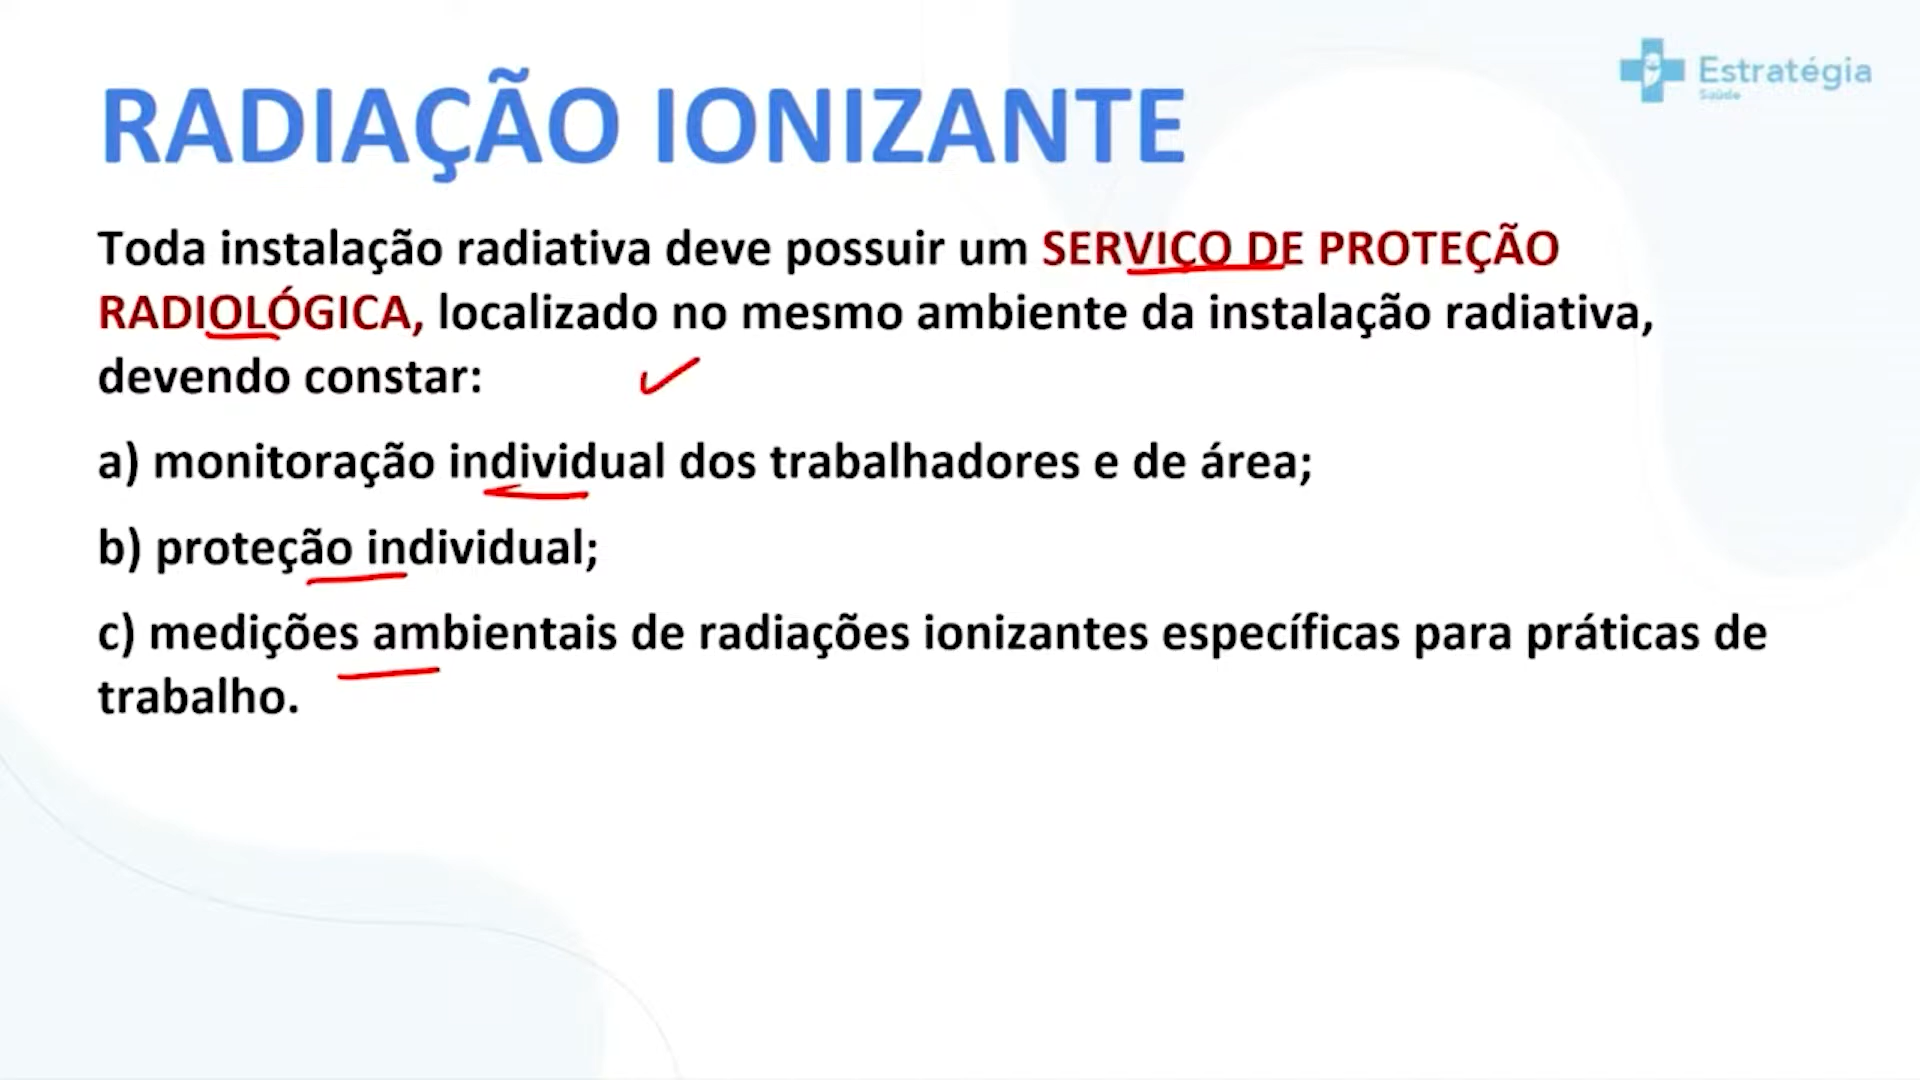 Estratégia
Saúde
RADIAÇÃO IONIZANTE
Toda instalação radiativa deve possuir um SERVIÇO DE PROTEÇÃO
RADIOLÓGICA, localizado no mesmo ambiente da instalação radiativa,
devendo constar:
a) monitoração individual dos trabalhadores e de área;
b) proteção individual;
c) medições ambientais de radiações ionizantes específicas para práticas de
trabalho.